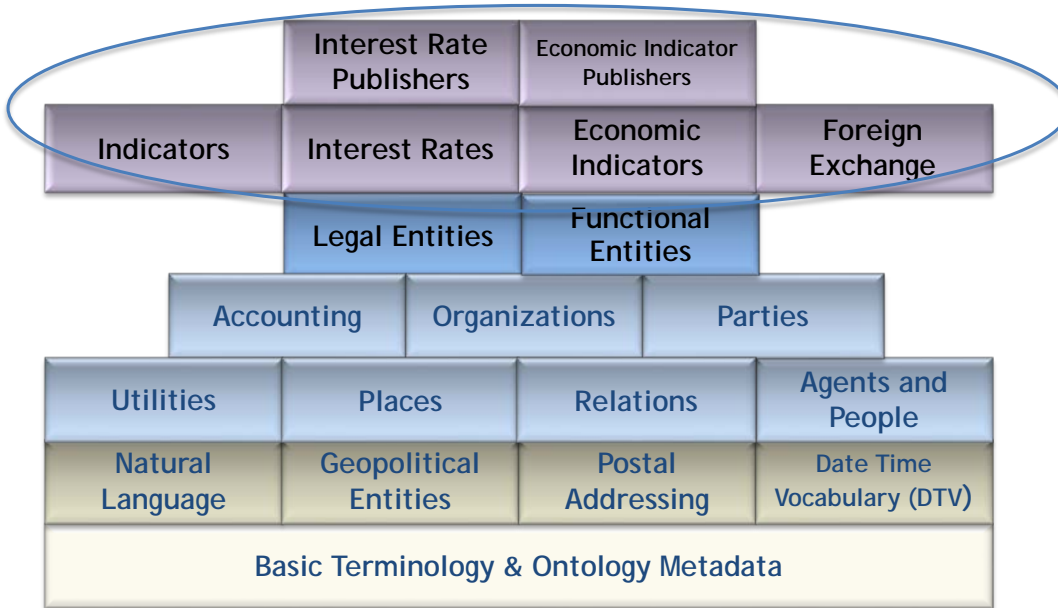 Interest Rate
Publishers
Economic Indicator
Publishers
Indicators
Interest Rates
Economic
Indicators
Foreign
Exchange
Legal Entities
Functional
Entities
Accounting
Organizations
Parties
Utilities
Places
Relations
Agents and
People
Natural
Language
Geopolitical
Entities
Postal
Addressing
Date Time
Vocabulary (DTV)
Basic Terminology & Ontology Metadata